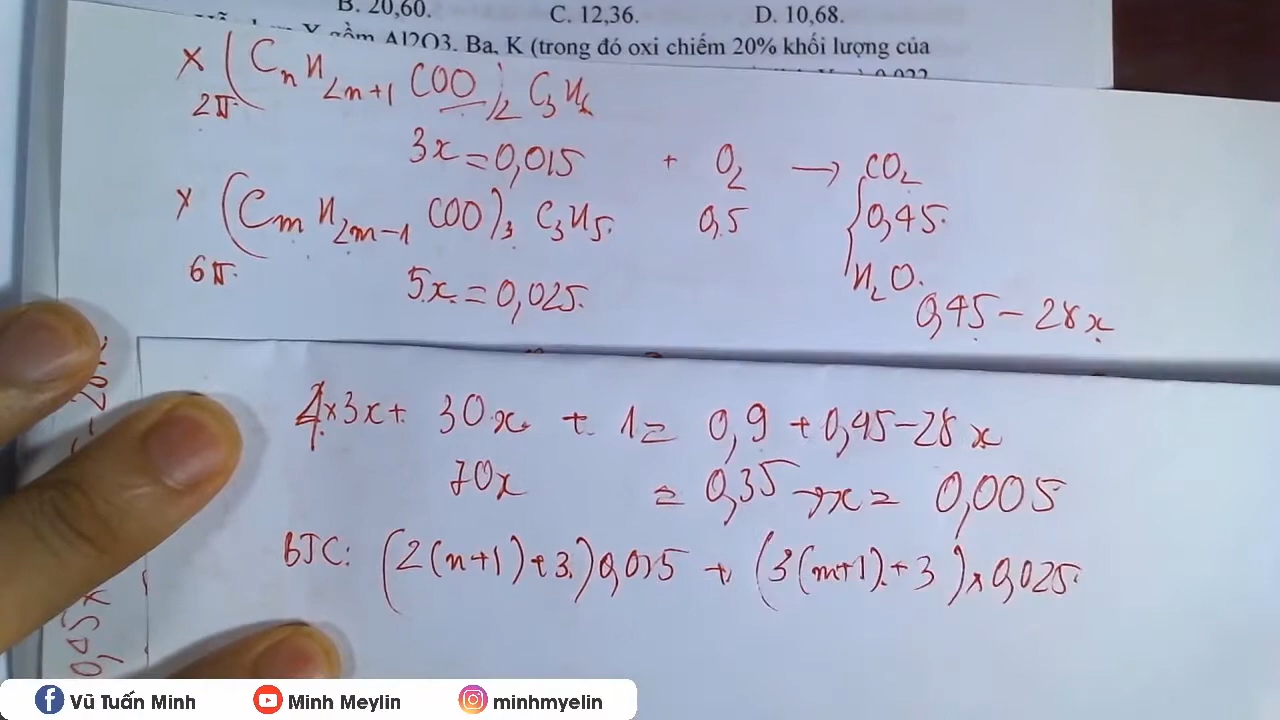 B. 20,60. C. 12,36. D. 10,68.
Y gồm Al2O3, Ba, K (trong đó oxi chiếm 20% khối lượng của
X (CnH2n+1COO)2C3H6
2π
3x = 0,015 + O2 → CO2
X (CmH2m-1COO)3C3H5. 0,5 0,45
6π 5x = 0,025. H2O.
0,45 - 28x
4x3x + 30x + 1 = 0,9 + 0,45 - 28x
70x = 0,35 → x = 0,005
BTC: (2(n+1)+3)0,015 + (3(m+1)+3)x0,025
Vũ Tuấn Minh Minh Meylin minhmyelin